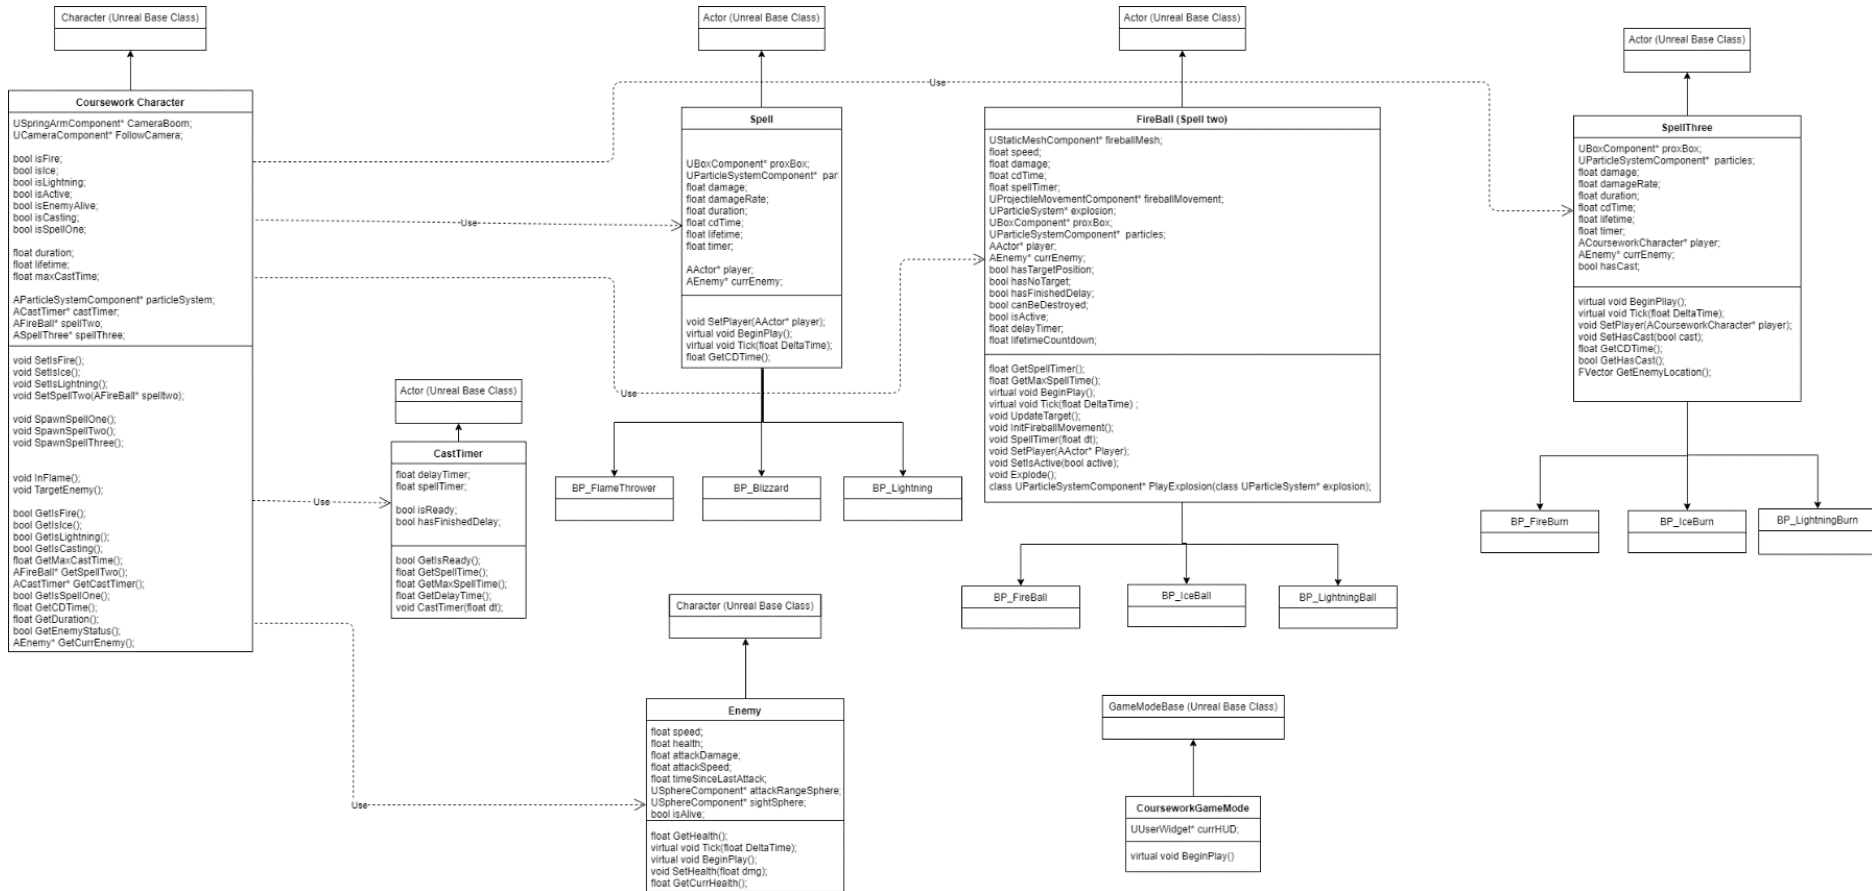 Character (Unreal Base Class)
Coursework Character
USpringArmComponent* CameraBoom;
UCameraComponent* FollowCamera;
bool isFire;
bool isIce;
bool isLightning;
bool isActive;
bool isEnemyAlive;
bool isCasting;
bool isSpellOne;
float duration;
float lifetime;
float maxCastTime;
AParticleSystemComponent* particleSystem;
ACastTimer* castTimer;
AFireBall* spellTwo;
ASpellThree* spellThree;
void SetIsFire();
void SetIsIce();
void SetIsLightning();
void SetSpellTwo(AFireBall* spelltwo);
void SpawnSpellOne();
void SpawnSpellTwo();
void SpawnSpellThree();
void InFlame();
void TargetEnemy();
bool GetIsFire();
bool GetIsIce();
bool GetIsLightning();
bool GetIsCasting();
float GetMaxCastTime();
AFireBall* GetSpellTwo();
ACastTimer* GetCastTimer();
bool GetIsSpellOne();
float GetCDTime();
float GetDuration();
bool GetEnemyStatus();
AEnemy* GetCurrEnemy();
Use
Use
Use
Use
Use
Actor (Unreal Base Class)
CastTimer
float delayTimer;
float spellTimer;
bool isReady;
bool hasFinishedDelay;
bool GetIsReady();
float GetSpellTime();
float GetMaxSpellTime();
float GetDelayTime();
void CastTimer(float dt);
Actor (Unreal Base Class)
Spell
UBoxComponent* proxBox;
UParticleSystemComponent* par
float damage;
float damageRate;
float duration;
float cdTime;
float lifetime;
float timer;
AActor* player;
AEnemy* currEnemy;
void SetPlayer(AActor* player);
virtual void BeginPlay();
virtual void Tick(float DeltaTime);
float GetCDTime();
BP_FlameThrower
BP_Blizzard
BP_Lightning
Character (Unreal Base Class)
Enemy
float speed;
float health;
float attackDamage;
float attackSpeed;
float timeSinceLastAttack;
USphereComponent* attackRangeSphere;
USphereComponent* sightSphere;
bool isAlive;
float GetHealth();
virtual void Tick(float DeltaTime);
virtual void BeginPlay();
void SetHealth(float dmg);
float GetCurrHealth();
Actor (Unreal Base Class)
FireBall (Spell two)
UStaticMeshComponent* fireballMesh;
float speed;
float damage;
float cdTime;
float spellTimer;
UProjectileMovementComponent* fireballMovement;
UParticleSystem* explosion;
UBoxComponent* proxBox;
UParticleSystemComponent* particles;
AActor* player;
AEnemy* currEnemy;
bool hasTargetPosition;
bool hasNoTarget;
bool hasFinishedDelay;
bool canBeDestroyed;
bool isActive;
float delayTimer;
float lifetimeCountdown;
float GetSpellTimer();
float GetMaxSpellTime();
virtual void BeginPlay();
virtual void Tick(float DeltaTime) ;
void UpdateTarget();
void InitFireballMovement();
void SpellTimer(float dt);
void SetPlayer(AActor* Player);
void SetIsActive(bool active);
void Explode();
class UParticleSystemComponent* PlayExplosion(class UParticleSystem* explosion);
BP_FireBall
BP_IceBall
BP_LightningBall
GameModeBase (Unreal Base Class)
CourseworkGameMode
UUserWidget* currHUD;
virtual void BeginPlay()
Actor (Unreal Base Class)
SpellThree
UBoxComponent* proxBox;
UParticleSystemComponent* particles;
float damage;
float damageRate;
float duration;
float cdTime;
float lifetime;
float timer;
ACourseworkCharacter* player;
AEnemy* currEnemy;
bool hasCast;
virtual void BeginPllay();
virtual void Tick(float DeltaTime);
void SetPlayer(ACourseworkCharacter* player);
void SetHasCast(bool cast);
float GetCDTime();
bool GetHasCast();
FVector GetEnemyLocation();
BP_FireBurn
BP_IceBurn
BP_LightningBurn